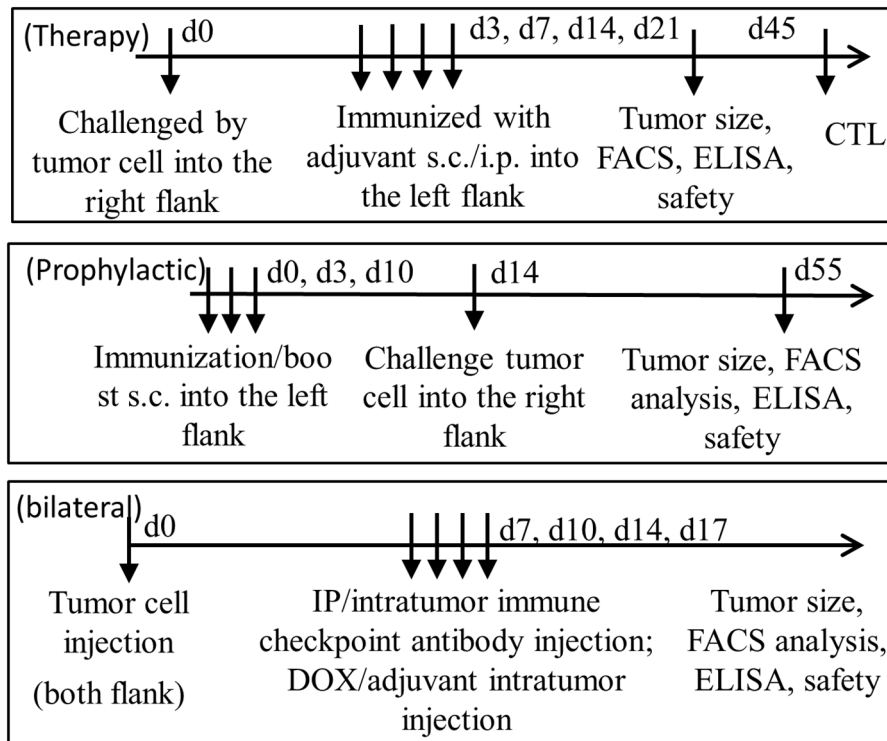 (Therapy)
d0
d3, d7, d14, d21
d45
Challenged by
tumor cell into the
right flank
Immunized with
adjuvant s.c./i.p. into
the left flank
Tumor size,
FACS, ELISA,
safety
CTL
(Prophylactic)
d0, d3, d10
d14
d55
Immunization/boo
st s.c. into the left
flank
Challenge tumor
cell into the right
flank
Tumor size, FACS
analysis, ELISA,
safety
(bilateral)
d0
d7, d10, d14, d17
Tumor cell
injection
(both flank)
IP/intratumor immune
checkpoint antibody injection;
DOX/adjuvant intratumor
injection
Tumor size,
FACS analysis,
ELISA, safety